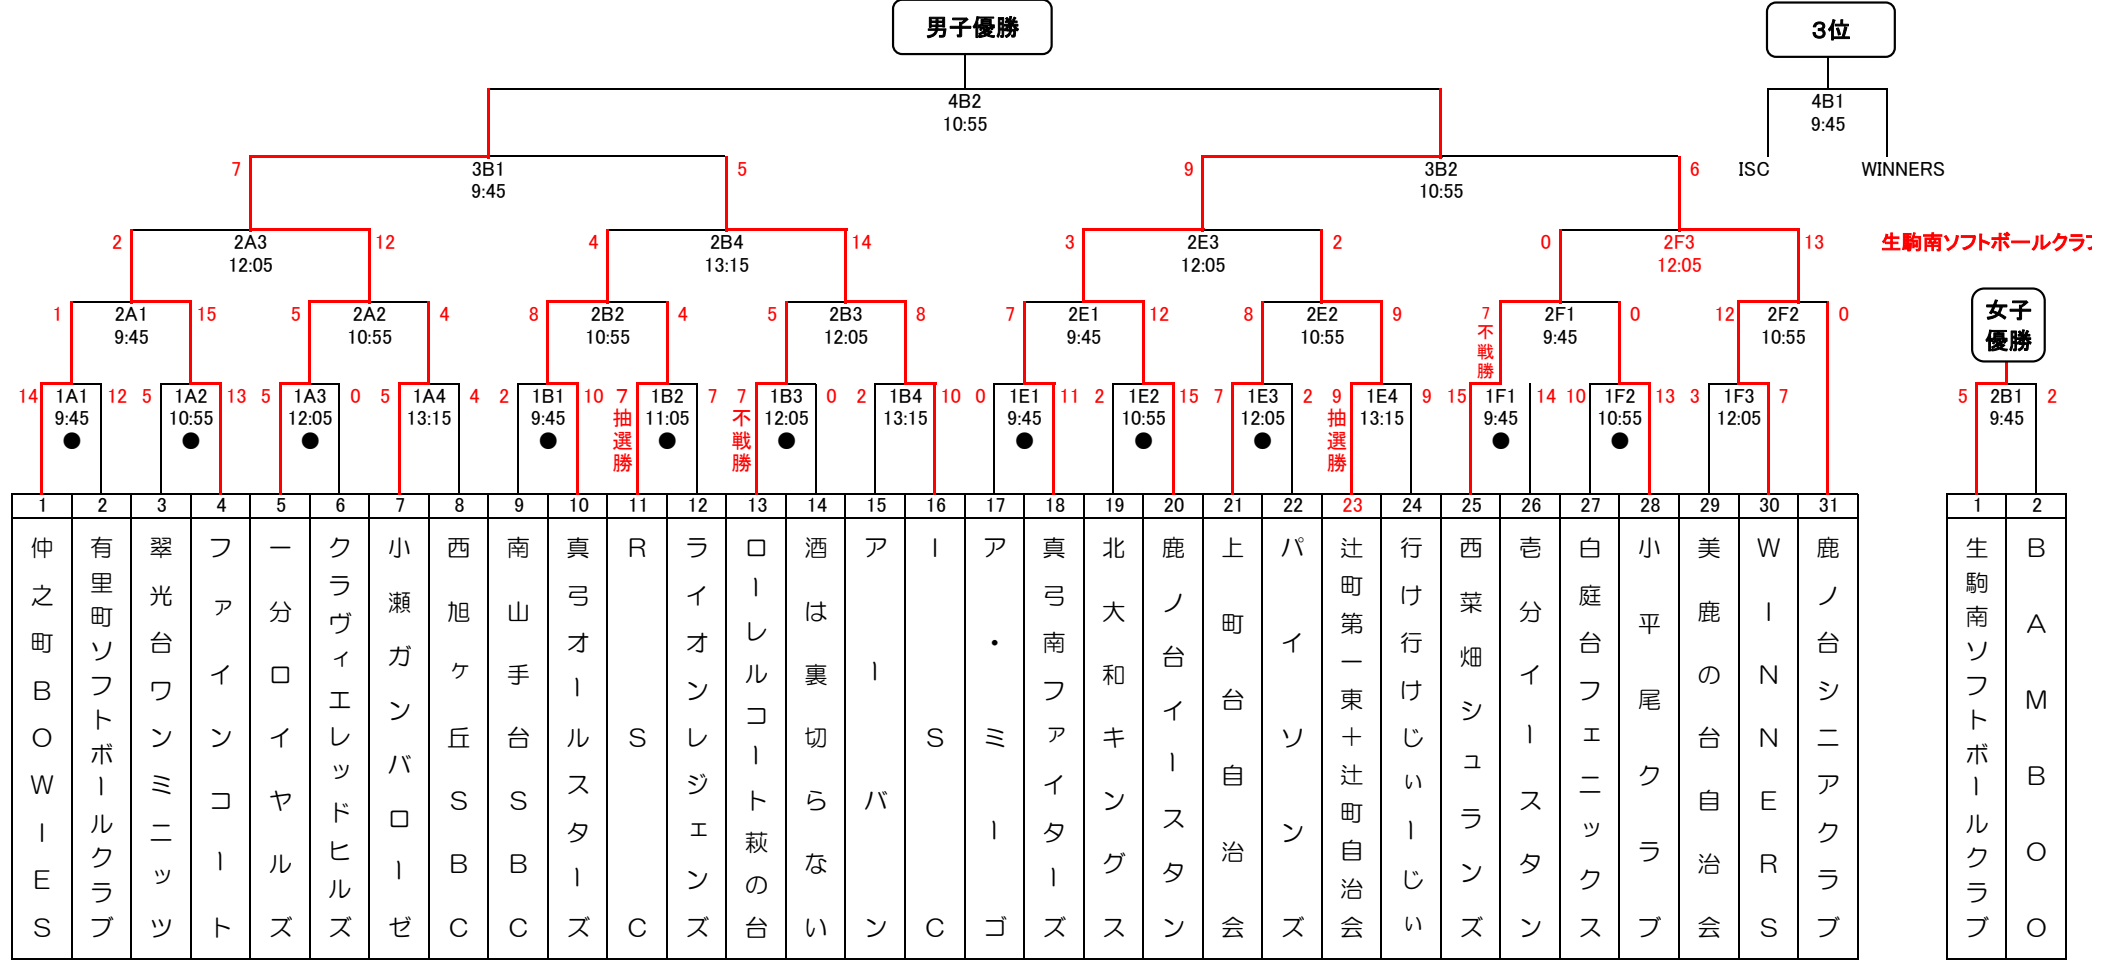 男子優勝
3位
4B2
10:55
4B1
9:45
7 3B1 5 9 3B2 6 ISC WINNERS
9:45 10:55
2 2A3 12 4 2B4 14 3 2E3 2 0 2F3 13 生駒南ソフトボールクラブ
12:05 13:15 12:05 12:05
女子
優勝
1 2A1 15 5 2A2 4 8 2B2 4 5 2B3 8 7 2E1 12 8 2E2 9 7不戦勝 2F1 0 12 2F2 0
9:45 10:55 10:55 12:05 9:45 10:55 9:45 10:55
14 1A1 12 5 1A2 13 5 1A3 0 5 1A4 4 2 1B1 10 7抽選勝 1B2 7 7不戦勝 1B3 0 2 1B4 10 0 1E1 11 2 1E2 15 7 1E3 2 9抽選勝 1E4 9 15 1F1 14 10 1F2 13 3 1F3 7 5 2B1 2
9:45 10:55 12:05 13:15 9:45 11:05 12:05 13:15 9:45 10:55 12:05 13:15 9:45 10:55 12:05 9:45
● ● ● ● ● ● ● ● ● ● ●
1 2 3 4 5 6 7 8 9 10 11 12 13 14 15 16 17 18 19 20 21 22 23 24 25 26 27 28 29 30 31 1 2
仲之町BOWIES
有里町ソフトボールクラブ
翠光台ワンミニッツ
ファインコート
一分ロイヤルズ
クラヴィエレッドヒルズ
小瀬ガンバローゼ
西旭ヶ丘SBC
南山手台SBC
真弓オールスターズ
RSC
ライオンレジェンズ
ローレルコート萩の台
酒は裏切らない
アーバン
ISC
ア・ミーゴ
真弓南ファイターズ
北大和キングス
鹿ノ台イースタン
上町台自治会
パイソンズ
辻町第一東＋辻町自治会
行け行けじぃーじぃ
西菜畑シュランズ
壱分イースタン
白庭台フェニックス
小平尾クラブ
美鹿の台自治会
WINNERS
鹿ノ台シニアクラブ
生駒南ソフトボールクラブ
BAMBOO